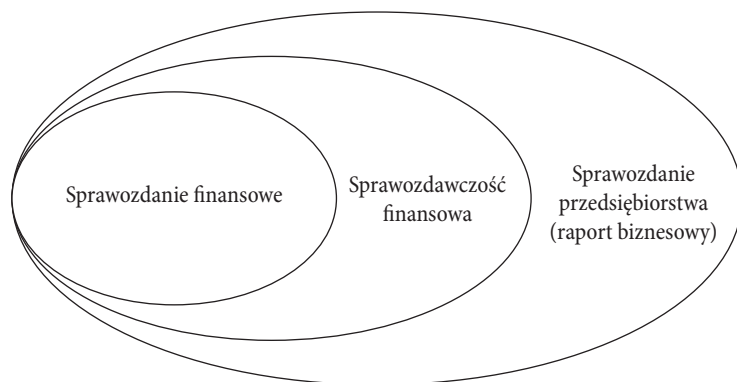 Sprawozdanie finansowe
Sprawozdawczość
finansowa
Sprawozdanie
przedsiębiorstwa
(raport biznesowy)